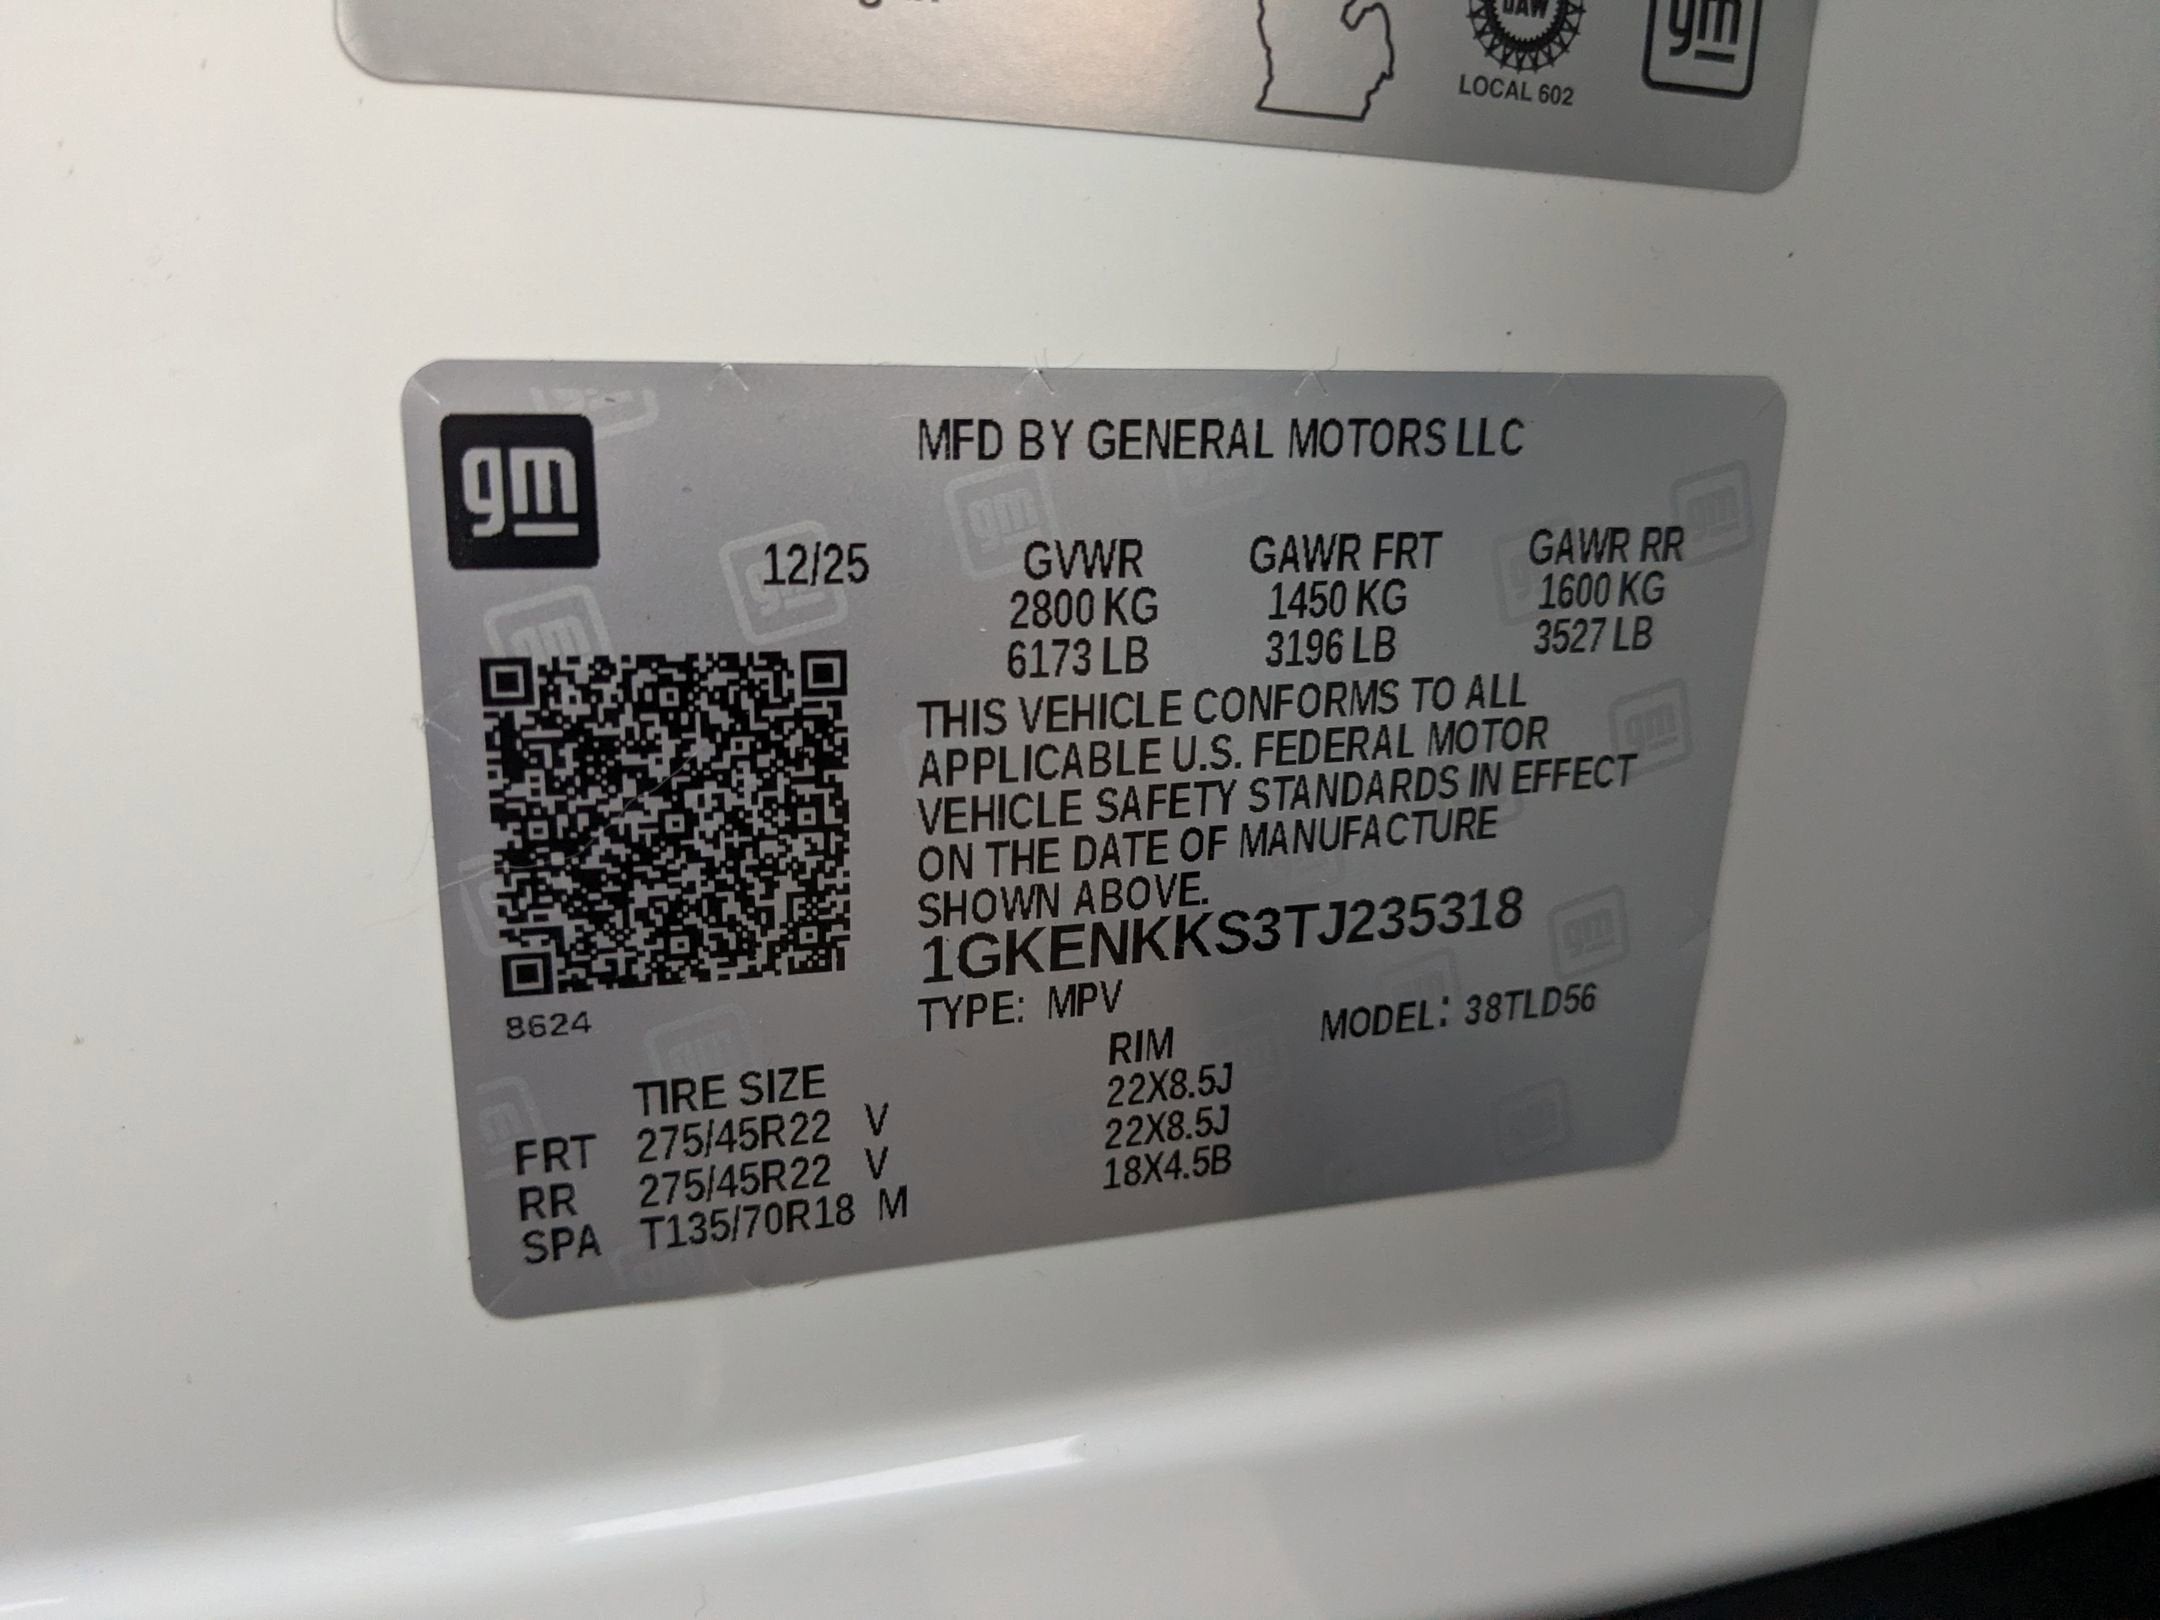 UAW
LOCAL 602
gm
gm
MFD BY GENERAL MOTORS LLC
12/25 GVWR GAWR FRT GAWR RR
2800 KG 1450 KG 1600 KG
6173 LB 3196 LB 3527 LB
THIS VEHICLE CONFORMS TO ALL
APPLICABLE U.S. FEDERAL MOTOR
VEHICLE SAFETY STANDARDS IN EFFECT
ON THE DATE OF MANUFACTURE
SHOWN ABOVE.
1GKENKKS3TJ235318
8624
TYPE: MPV MODEL: 38TLD56
TIRE SIZE RIM
FRT 275/45R22 V 22X8.5J
RR 275/45R22 V 22X8.5J
SPA T135/70R18 M 18X4.5B